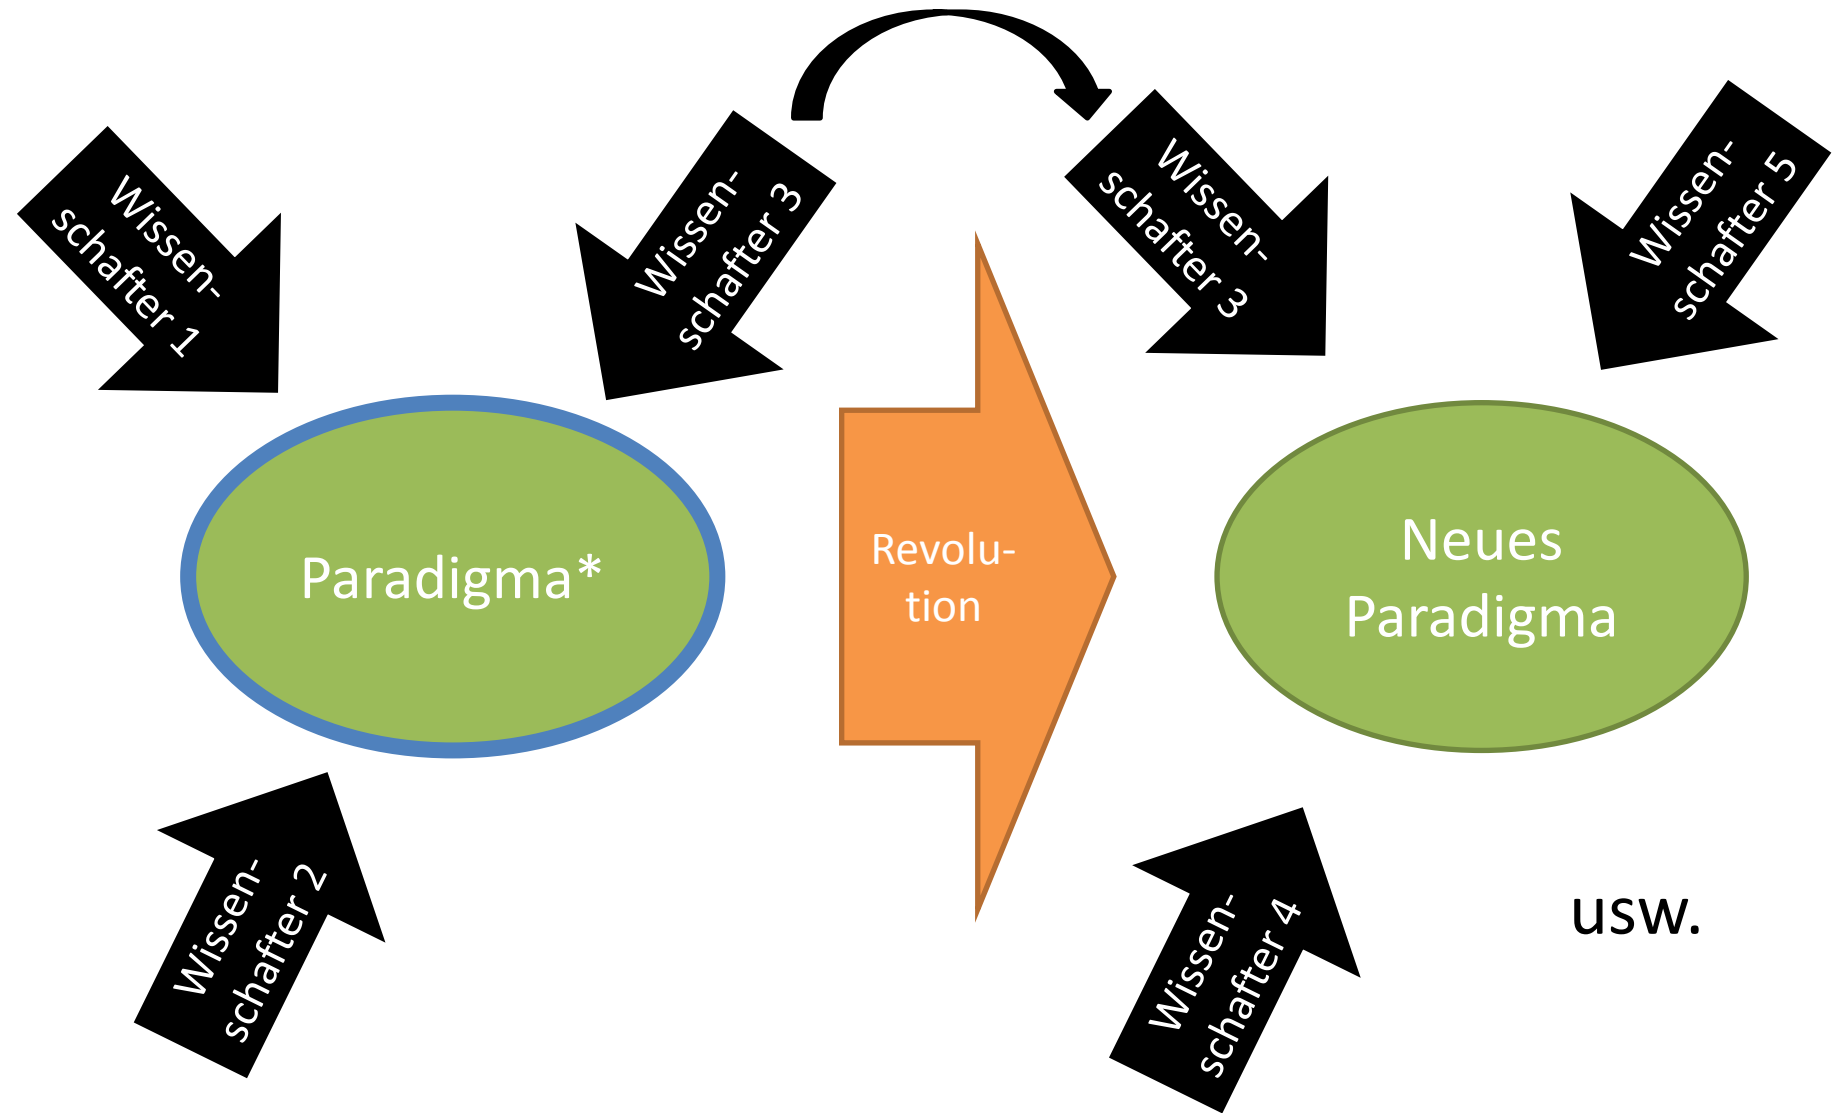 Wissen-
schafter 1
Wissen-
schafter 3
Wissen-
schafter 3
Wissen-
schafter 5
Paradigma*
Revolu-
tion
Neues
Paradigma
Wissen-
schafter 2
Wissen-
schafter 4
usw.